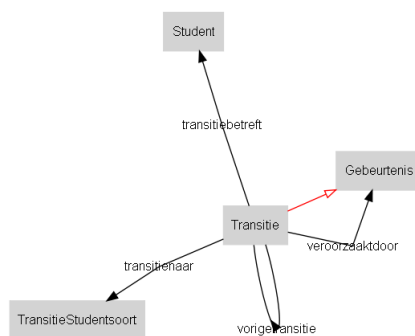 Student
transitiebetreft
Gebeurtenis
Transitie
veroorzaaktdoor
transitienaar
TransitieStudentsoort
vorigetransitie